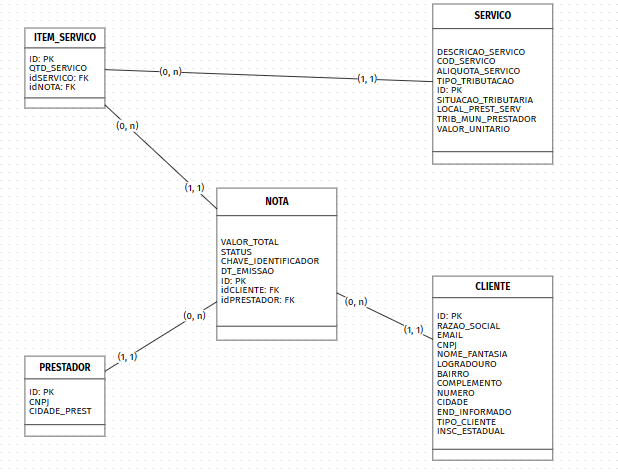 ITEM_SERVICO
ID: PK
QTD_SERVICO
idSERVICO: FK
idNOTA: FK
(0, n)
(1, 1)
SERVICO
DESCRICAO_SERVICO
COD_SERVICO
ALIQUOTA_SERVICO
TIPO_TRIBUTACAO
ID: PK
SITUACAO_TRIBUTARIA
LOCAL_PREST_SERV
TRIB_MUN_PRESTADOR
VALOR_UNITARIO
(0, n)
(1, 1)
NOTA
VALOR_TOTAL
STATUS
CHAVE_IDENTIFICADOR
DT_EMISSAO
ID: PK
idCLIENTE: FK
idPRESTADOR: FK
(0, n)
(1, 1)
PRESTADOR
ID: PK
CNPJ
CIDADE_PREST
(0, n)
(1, 1)
CLIENTE
ID: PK
RAZAO_SOCIAL
EMAIL
CNPJ
NOME_FANTASIA
LOGRADOURO
BAIRRO
COMPLEMENTO
NUMERO
CIDADE
END_INFORMADO
TIPO_CLIENTE
INSC_ESTADUAL